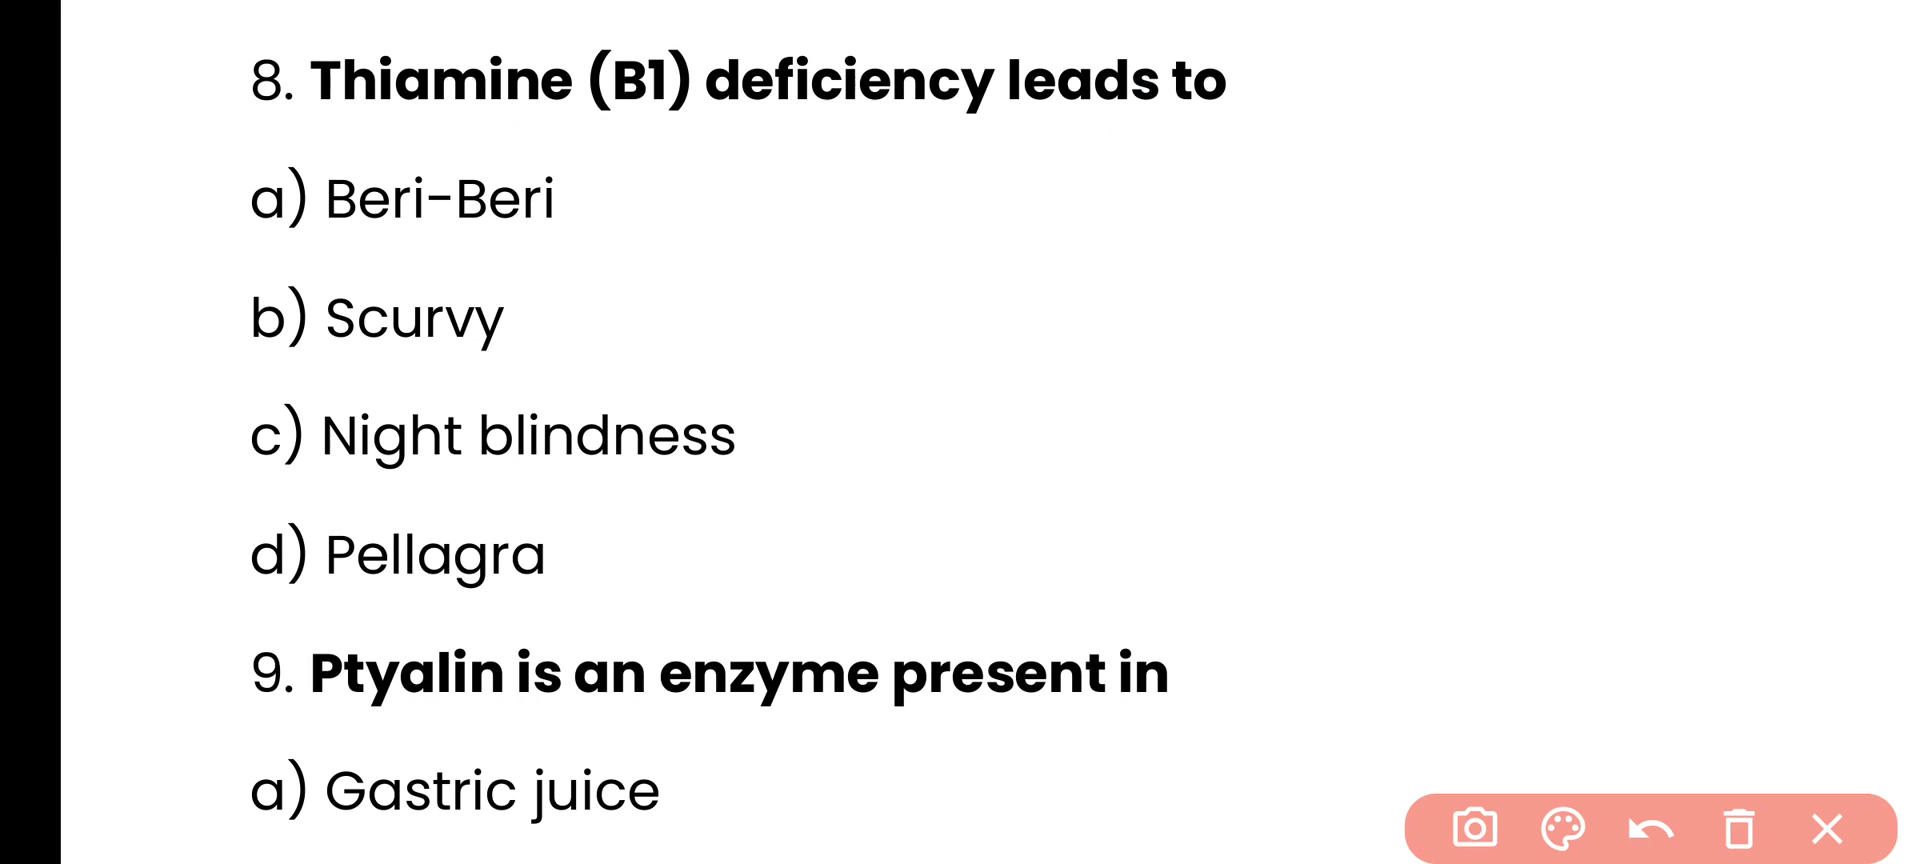 8. Thiamine (B1) deficiency leads to
a) Beri-Beri
b) Scurvy
c) Night blindness
d) Pellagra
9. Ptyalin is an enzyme present in
a) Gastric juice